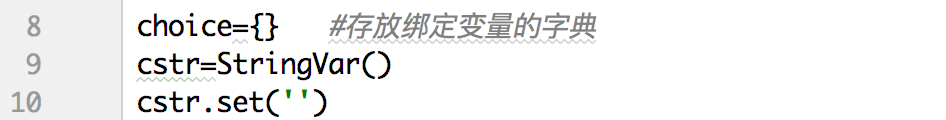 8 choice={} #存放绑定变量的字典
9 cstr=StringVar()
10 cstr.set('')